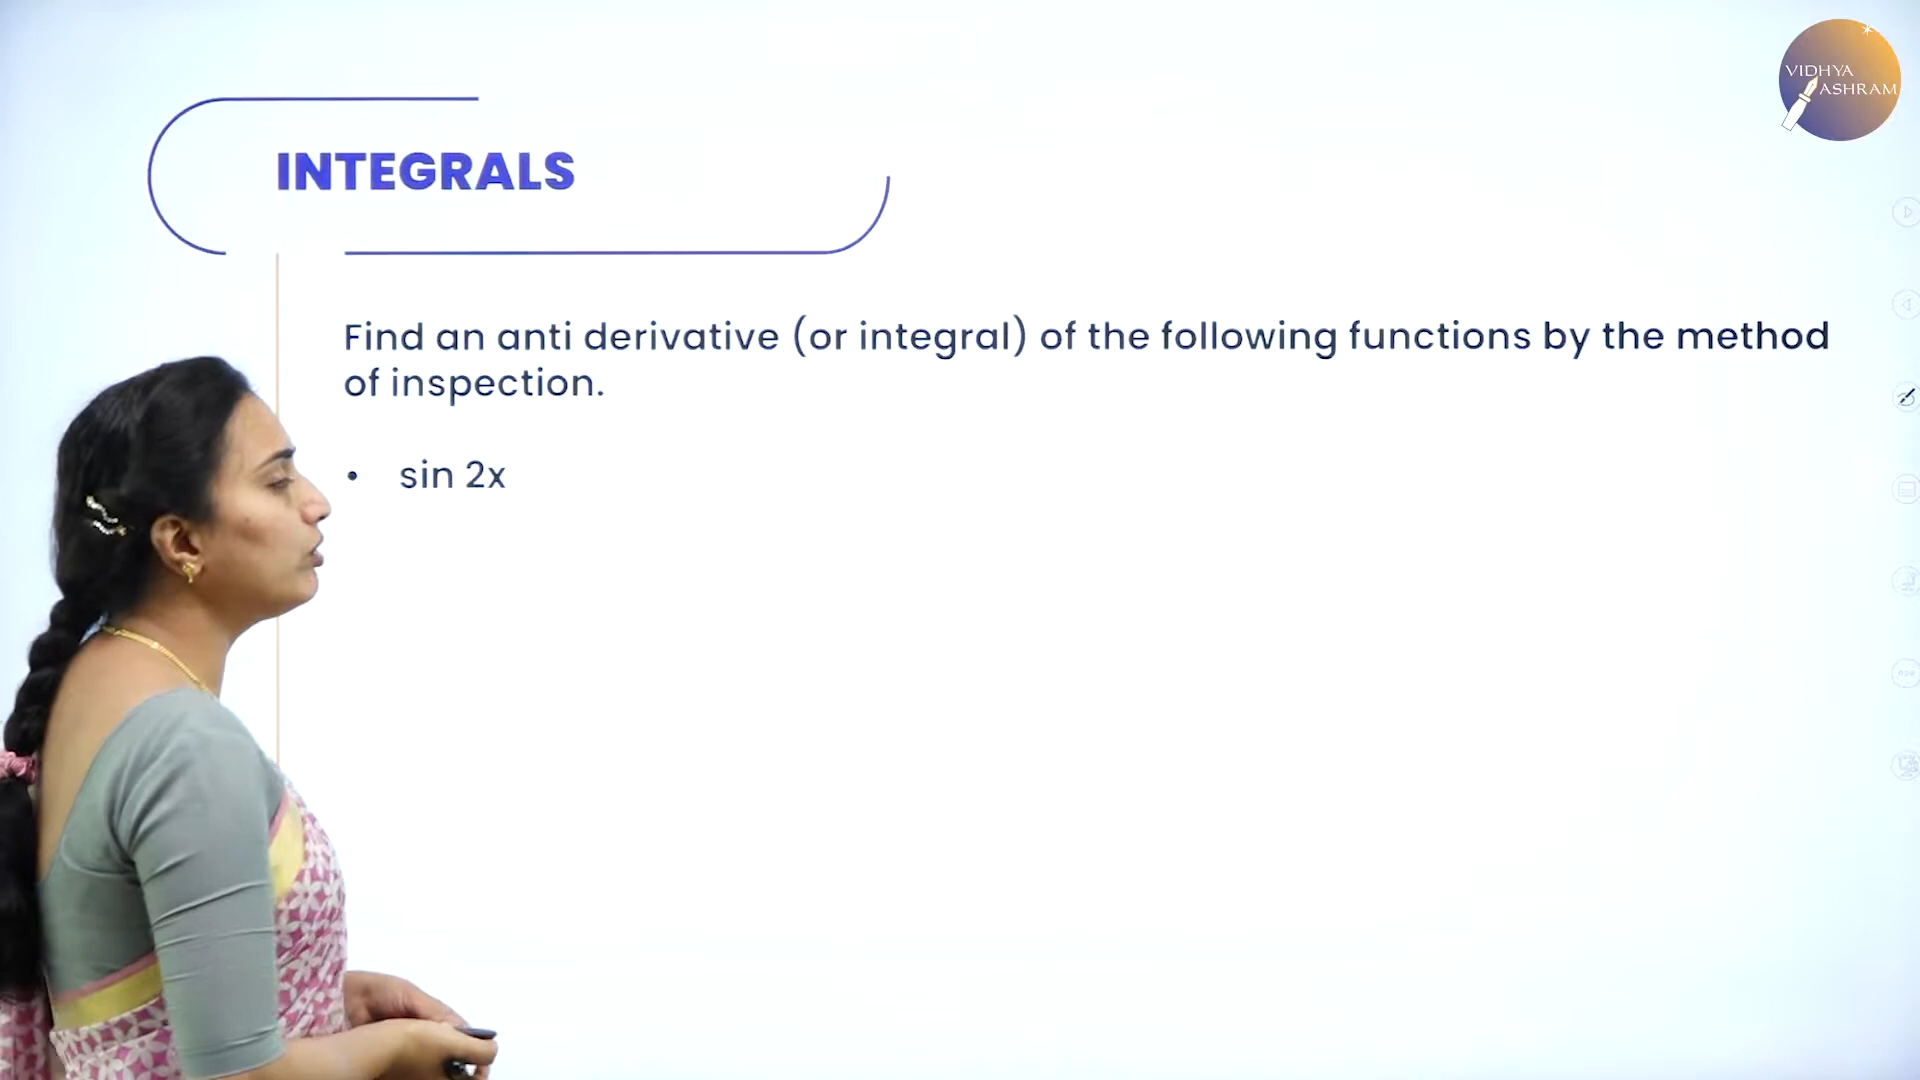 VIDHYA
ASHRAM
INTEGRALS
Find an anti derivative (or integral) of the following functions by the method
of inspection.
• sin 2x